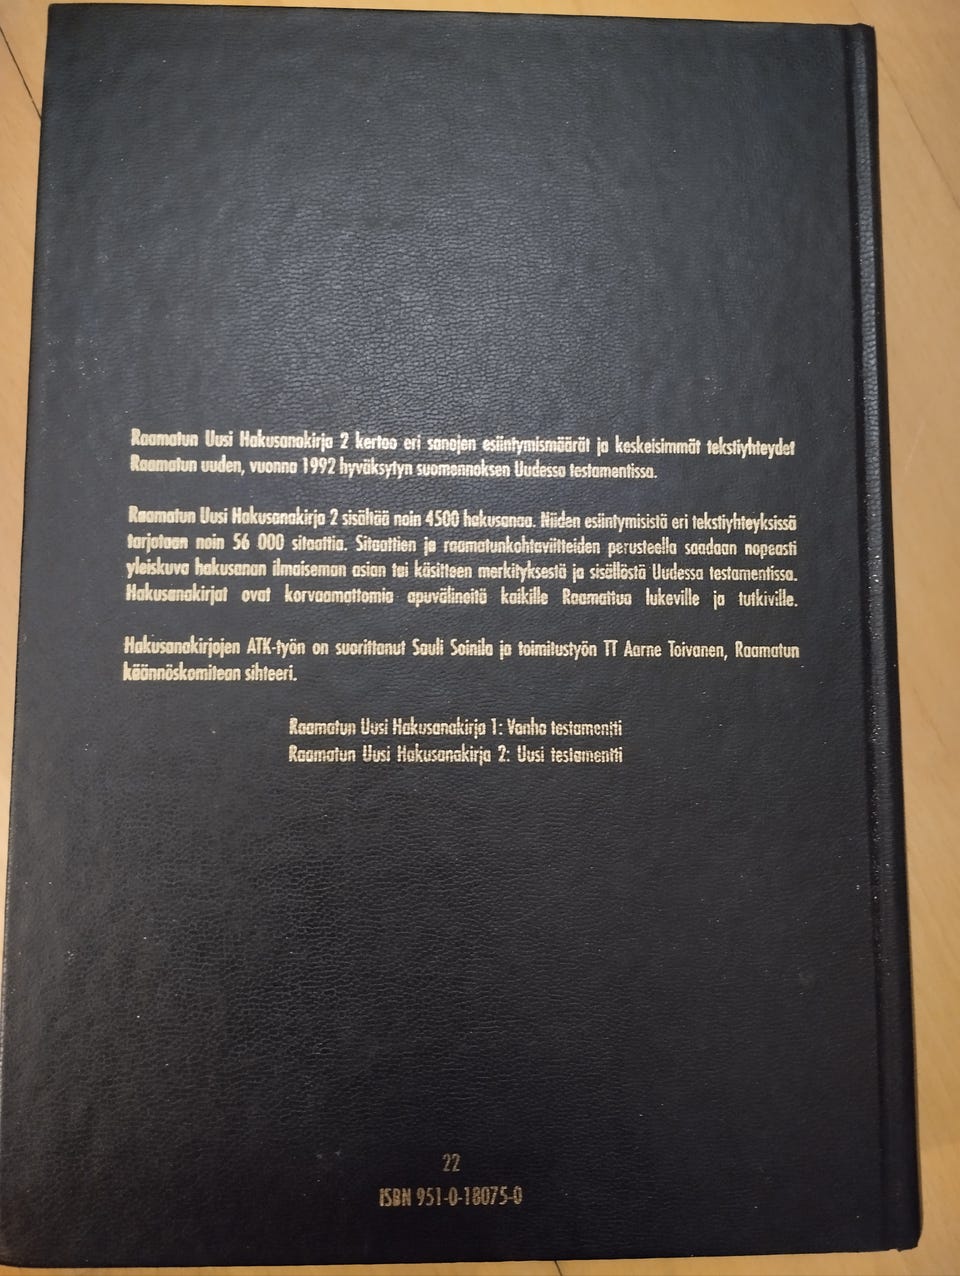 Raamatun Uusi Hakusanakirja 2 kertoo eri sanojen esiintymismäärät ja keskeisimmät tekstiyhteydet
Raamatun uuden, vuonna 1992 hyväksytyn suomennoksen Uudessa testamentissa.
Raamatun Uusi Hakusanakirja 2 sisältää noin 4500 hakusanaa. Niiden esiintymisistä eri tekstiyhteyksissä
tarjotaan noin 56 000 sitaattia. Sitaattien ja raamatunkohtaviitteiden perusteella saadaan nopeasti
yleiskuva hakusanan ilmaiseman asian tai käsitteen merkityksestä ja sisällöstä Uudessa testamentissa.
Hakusanakirjat ovat korvaamattomia apuvälineitä kaikille Raamattua lukeville ja tutkiville.
Hakusanakirjojen ATK-työn on suorittanut Sauli Soinila ja toimitustyön TT Aarne Toivanen, Raamatun
käännöskomitean sihteeri.
Raamatun Uusi Hakusanakirja 1: Vanha testamentti
Raamatun Uusi Hakusanakirja 2: Uusi testamentti
22
ISBN 951-0-18075-0